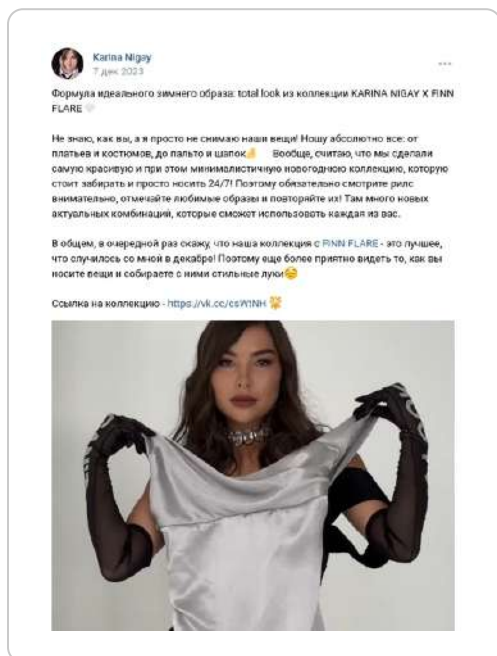 Karina Nigay
7 дек 2023
Формула идеального зимнего образа: total look из коллекции KARINA NIGAY X FINN
FLARE
Не знаю, как вы, а я просто не снимаю наши вещи! Ношу абсолютно все: от
платьев и костюмов, до пальто и шапок Вообще, считаю, что мы сделали
самую красивую и при этом минималистичную новогоднюю коллекцию, которую
стоит забирать и просто носить 24/7! Поэтому обязательно смотрите рилс
внимательно, отмечайте любимые образы и повторяйте их! Там много новых
актуальных комбинаций, которые сможет использовать каждая из вас.
В общем, в очередной раз скажу, что наша коллекция с FINN FLARE - это лучшее,
что случилось со мной в декабре! Поэтому еще более приятно видеть то, как вы
носите вещи и собираете с ними стильные луки
Ссылка на коллекцию - https://vk.cc/csWtNH